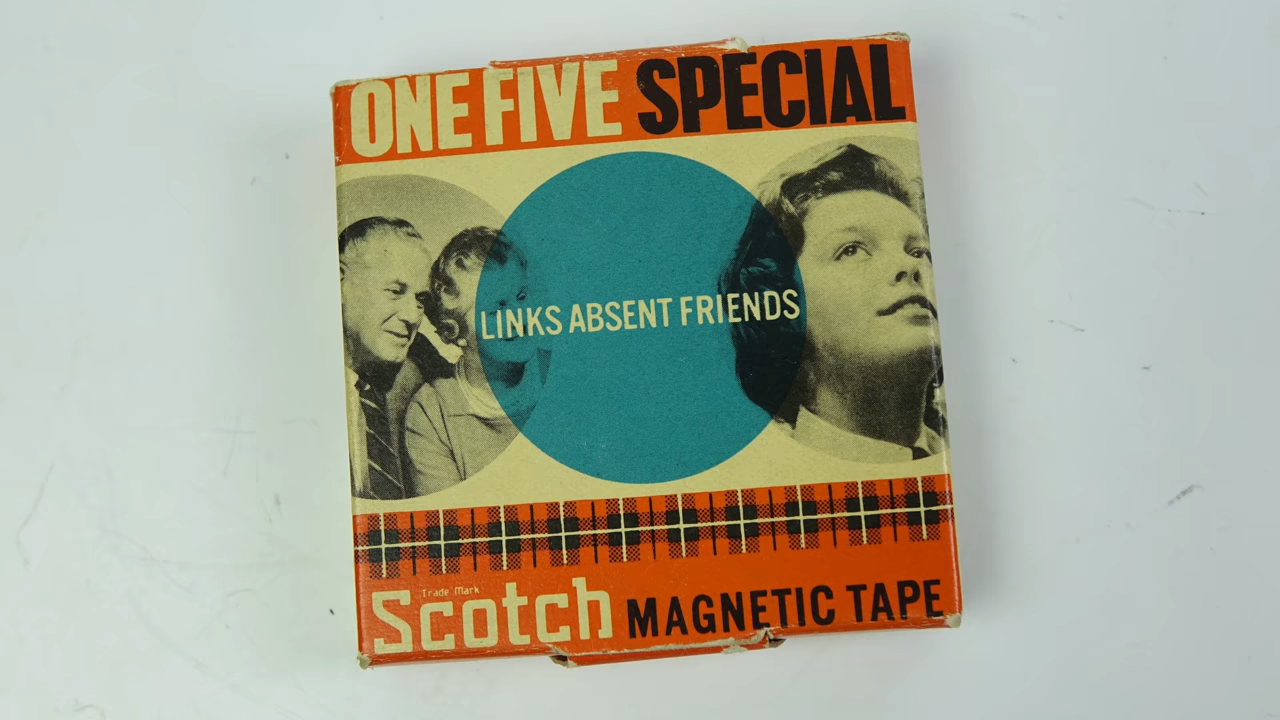 ONE FIVE SPECIAL
LINKS ABSENT FRIENDS
Trade Mark
Scotch MAGNETIC TAPE